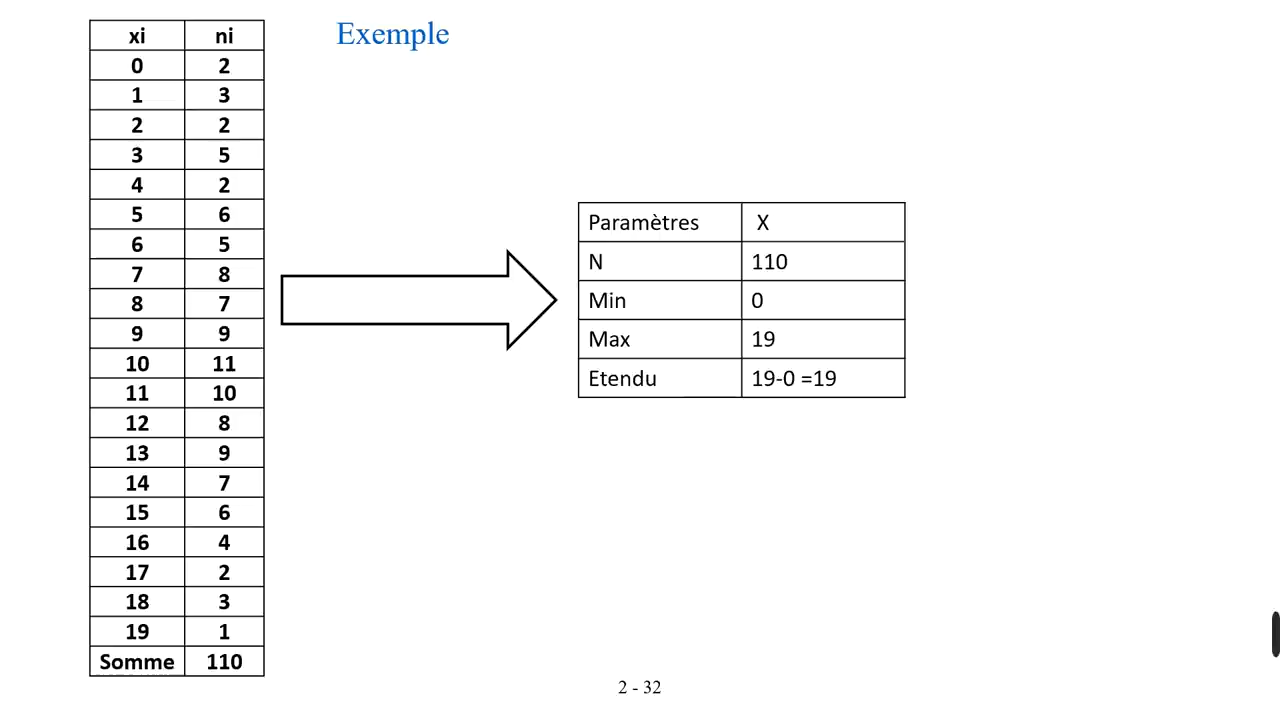 Exemple
xi ni
0 2
1 3
2 2
3 5
4 2
5 6
6 5
7 8
8 7
9 9
10 11
11 10
12 8
13 9
14 7
15 6
16 4
17 2
18 3
19 1
Somme 110
Paramètres X
N 110
Min 0
Max 19
Etendu 19-0 =19
2 - 32